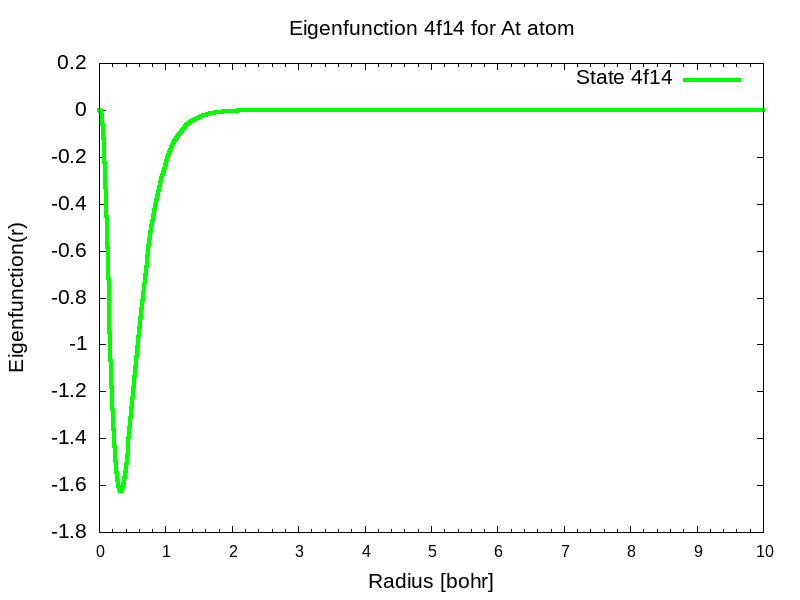 Eigenfunction 4f14 for At atom
State 4f14
0.2
0
-0.2
-0.4
-0.6
-0.8
-1
-1.2
-1.4
-1.6
-1.8
Eigenfunction(r)
0 1 2 3 4 5 6 7 8 9 10
Radius [bohr]